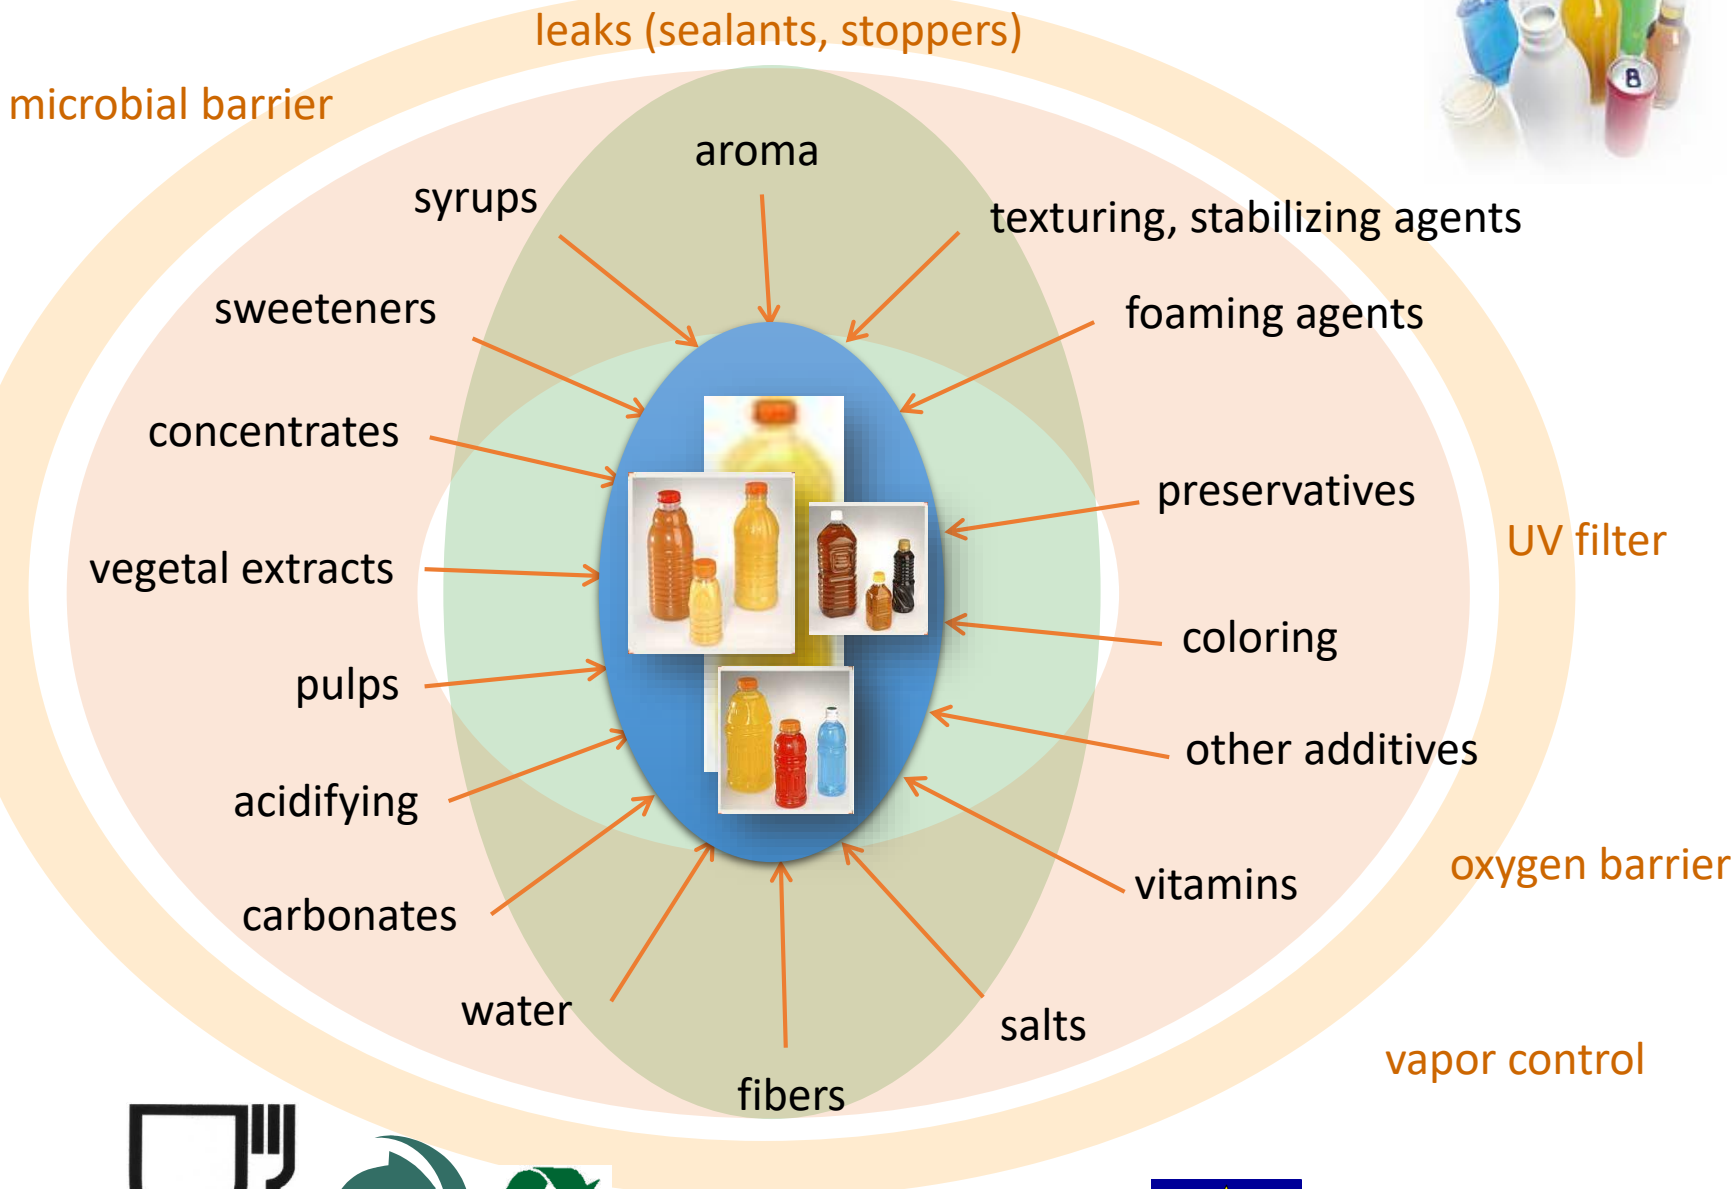 leaks (sealants, stoppers)
microbial barrier
aroma
syrups
texturing, stabilizing agents
sweeteners
foaming agents
concentrates
preservatives
UV filter
vegetal extracts
coloring
pulps
other additives
acidifying
oxygen barrier
vitamins
carbonates
water
salts
vapor control
fibers